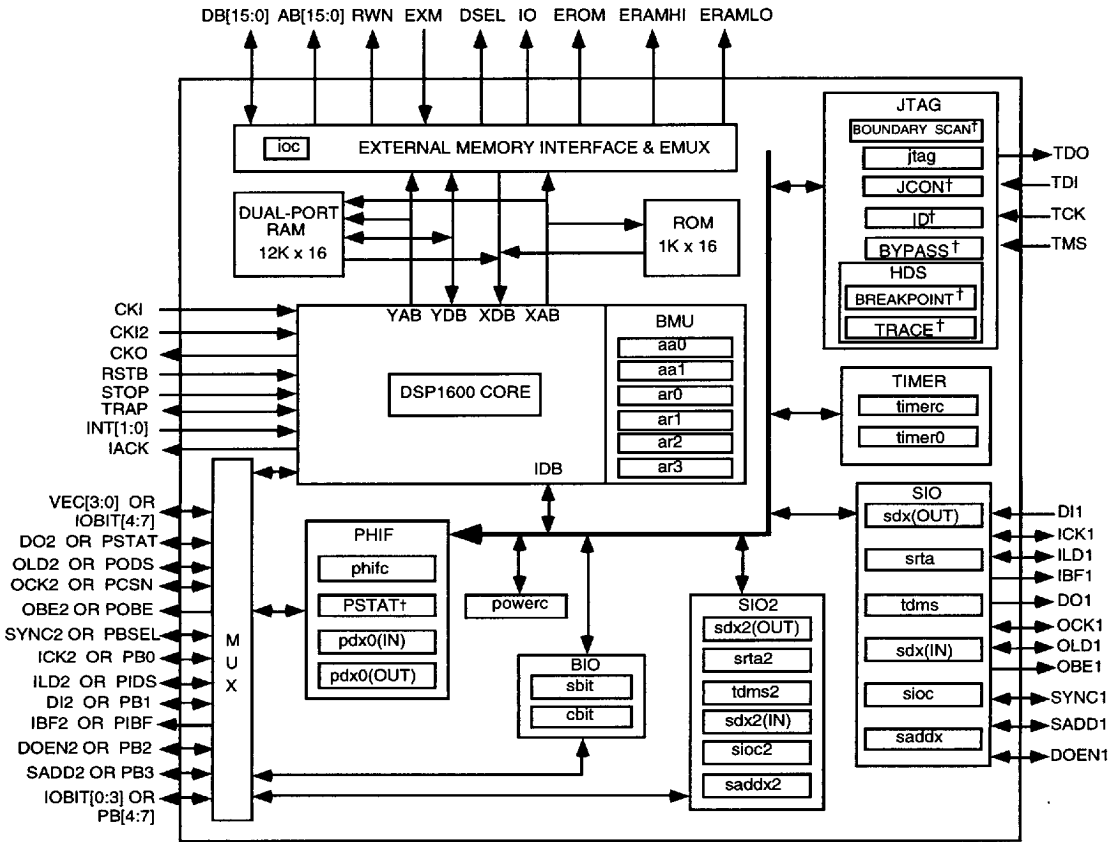 DB[15:0] AB[15:0] RWN EXM DSEL IO EROM ERAMHI ERAMLO
ioc
EXTERNAL MEMORY INTERFACE & EMUX
DUAL-PORT
RAM
12K x 16
ROM
1K x 16
YAB YDB XDB XAB
DSP1600 CORE
IDB
BMU
aa0
aa1
ar0
ar1
ar2
ar3
JTAG
BOUNDARY SCAN†
jtag
JCON†
ID†
BYPASS†
HDS
BREAKPOINT†
TRACE†
TDO
TDI
TCK
TMS
TIMER
timerc
timer0
CKI
CKI2
CKO
RSTB
STOP
TRAP
INT[1:0]
IACK
VEC[3:0] OR
IOBIT[4:7]
DO2 OR PSTAT
OLD2 OR PODS
OCK2 OR PCSN
OBE2 OR POBE
SYNC2 OR PBSEL
ICK2 OR PB0
ILD2 OR PIDS
DI2 OR PB1
IBF2 OR PIBF
DOEN2 OR PB2
SADD2 OR PB3
IOBIT[0:3] OR
PB[4:7]
M
U
X
PHIF
phifc
PSTAT†
pdx0(IN)
pdx0(OUT)
powerc
BIO
sbit
cbit
SIO2
sdx2(OUT)
srta2
tdms2
sdx2(IN)
sioc2
saddx2
SIO
sdx(OUT)
srta
tdms
sdx(IN)
sioc
saddx
DI1
ICK1
ILD1
IBF1
DO1
OCK1
OLD1
OBE1
SYNC1
SADD1
DOEN1